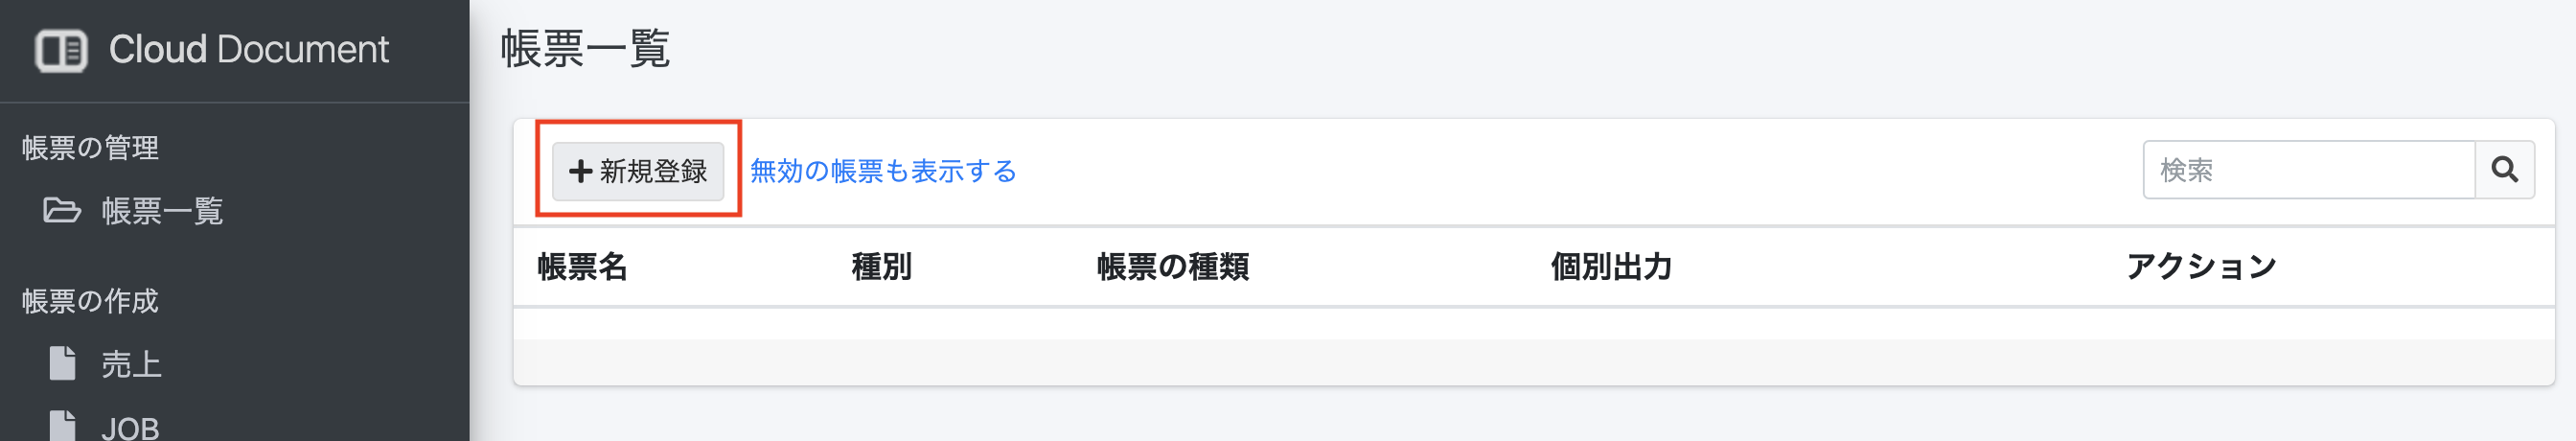 Cloud Document
帳票の管理
帳票一覧
帳票の作成
売上
JOB
帳票一覧
+ 新規登録 無効の帳票も表示する 検索
帳票名 種別 帳票の種類 個別出力 アクション